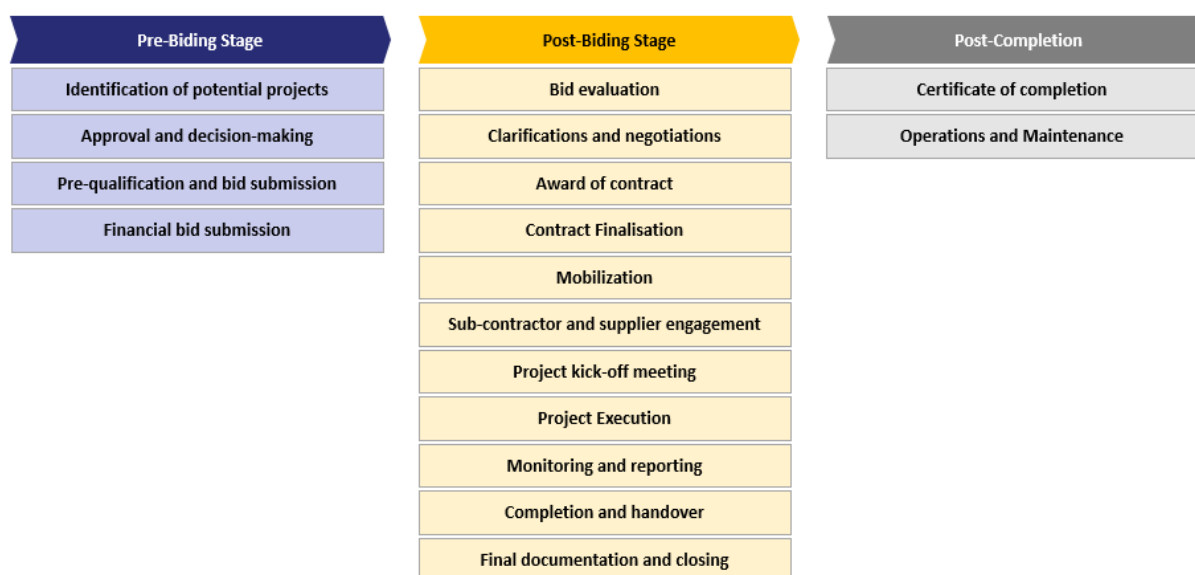 Pre-Biding Stage
Identification of potential projects
Approval and decision-making
Pre-qualification and bid submission
Financial bid submission
Post-Biding Stage
Bid evaluation
Clarifications and negotiations
Award of contract
Contract Finalisation
Mobilization
Sub-contractor and supplier engagement
Project kick-off meeting
Project Execution
Monitoring and reporting
Completion and handover
Final documentation and closing
Post-Completion
Certificate of completion
Operations and Maintenance